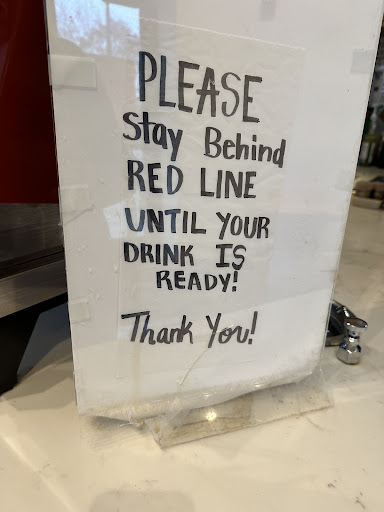 PLEASE
Stay Behind
RED LINE
UNTIL YOUR
DRINK IS
READY!
Thank You!